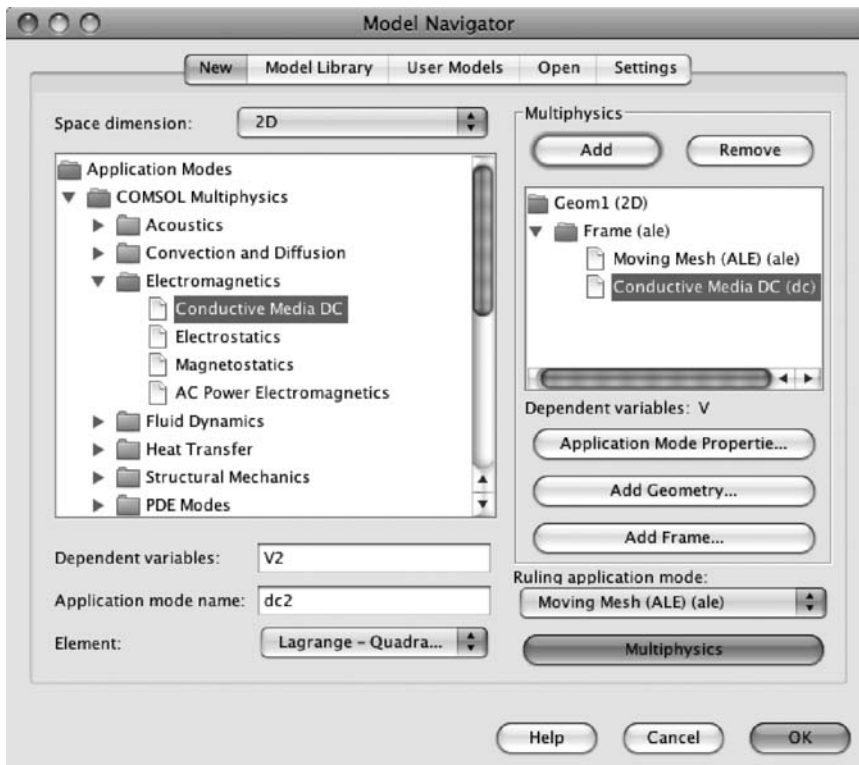 Model Navigator
New
Model Library
User Models
Open
Settings
Space dimension:
2D
Application Modes
COMSOL Multiphysics
Acoustics
Convection and Diffusion
Electromagnetics
Conductive Media DC
Electrostatics
Magnetostatics
AC Power Electromagnetics
Fluid Dynamics
Heat Transfer
Structural Mechanics
PDE Modes
Dependent variables:
V2
Application mode name:
dc2
Element:
Lagrange – Quadra...
Multiphysics
Add
Remove
Geom1 (2D)
Frame (ale)
Moving Mesh (ALE) (ale)
Conductive Media DC (dc)
Dependent variables: V
Application Mode Propertie...
Add Geometry...
Add Frame...
Ruling application mode:
Moving Mesh (ALE) (ale)
Multiphysics
Help
Cancel
OK